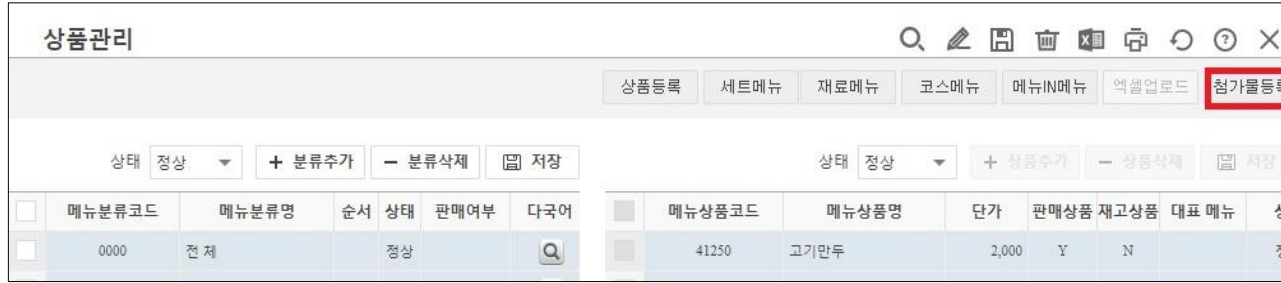 상품관리
상품등록 세트메뉴 재료메뉴 코스메뉴 메뉴IN메뉴 엑셀업로드 첨가물등록
상태 정상 + 분류추가 − 분류삭제 저장 상태 정상 + 상품추가 − 상품삭제 저장
메뉴분류코드 메뉴분류명 순서 상태 판매여부 다국어 메뉴상품코드 메뉴상품명 단가 판매상품 재고상품 대표 메뉴
0000 전 체 정상 41250 고기만두 2,000 Y N